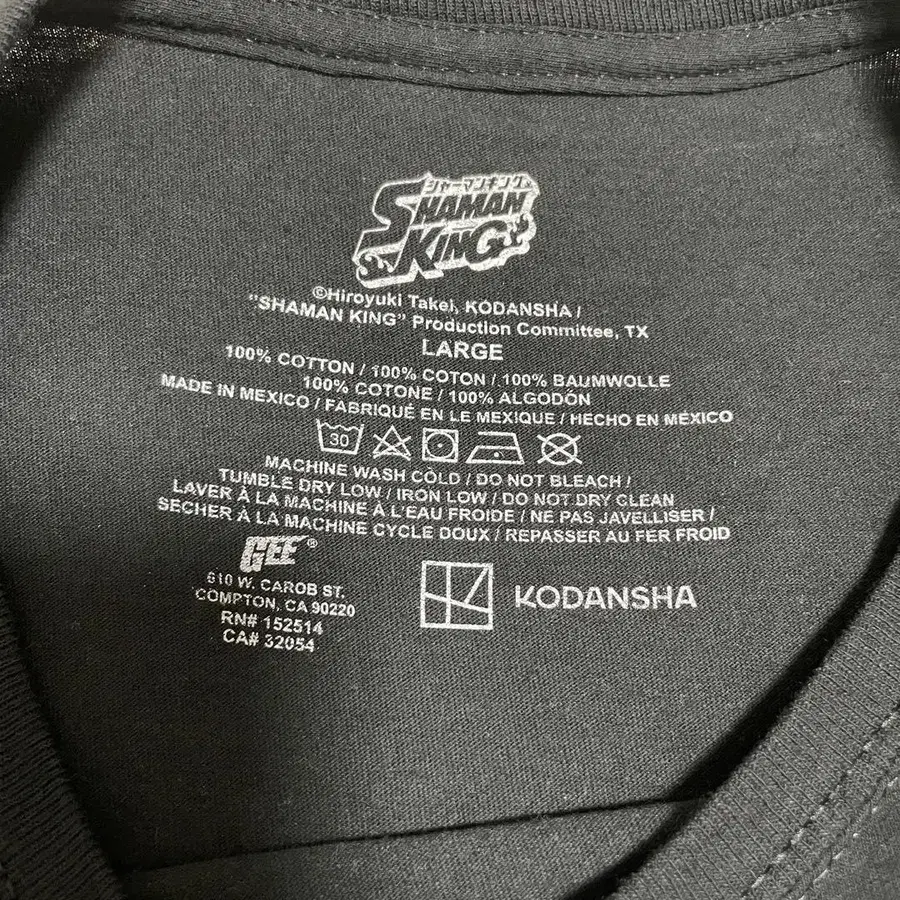 シャーマンキング
SHAMAN
KING
©Hiroyuki Takei, KODANSHA /
"SHAMAN KING" Production Committee, TX
LARGE
100% COTTON / 100% COTON / 100% BAUMWOLLE
100% COTONE / 100% ALGODÓN
MADE IN MEXICO / FABRIQUÉ EN LE MEXIQUE / HECHO EN MÉXICO
30
MACHINE WASH COLD / DO NOT BLEACH /
TUMBLE DRY LOW / IRON LOW / DO NOT DRY CLEAN
LAVER À LA MACHINE À L'EAU FROIDE / NE PAS JAVELLISER /
SÉCHER À LA MACHINE CYCLE DOUX / REPASSER AU FER FROID
GEE®
610 W. CAROB ST.
COMPTON, CA 90220
RN# 152514
CA# 32054
KODANSHA